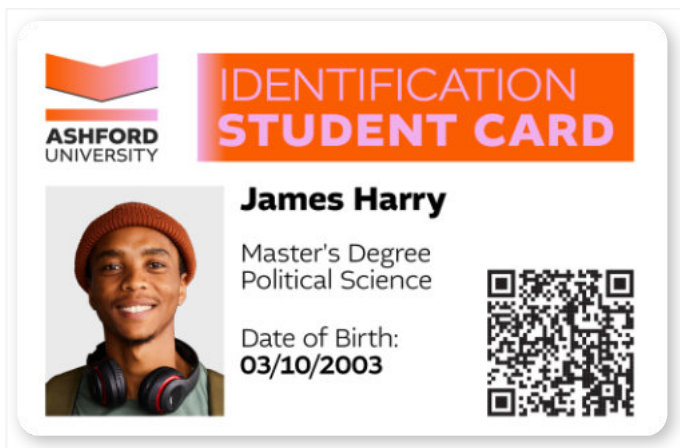 ASHFORD
UNIVERSITY
IDENTIFICATION
STUDENT CARD
James Harry
Master's Degree
Political Science
Date of Birth:
03/10/2003